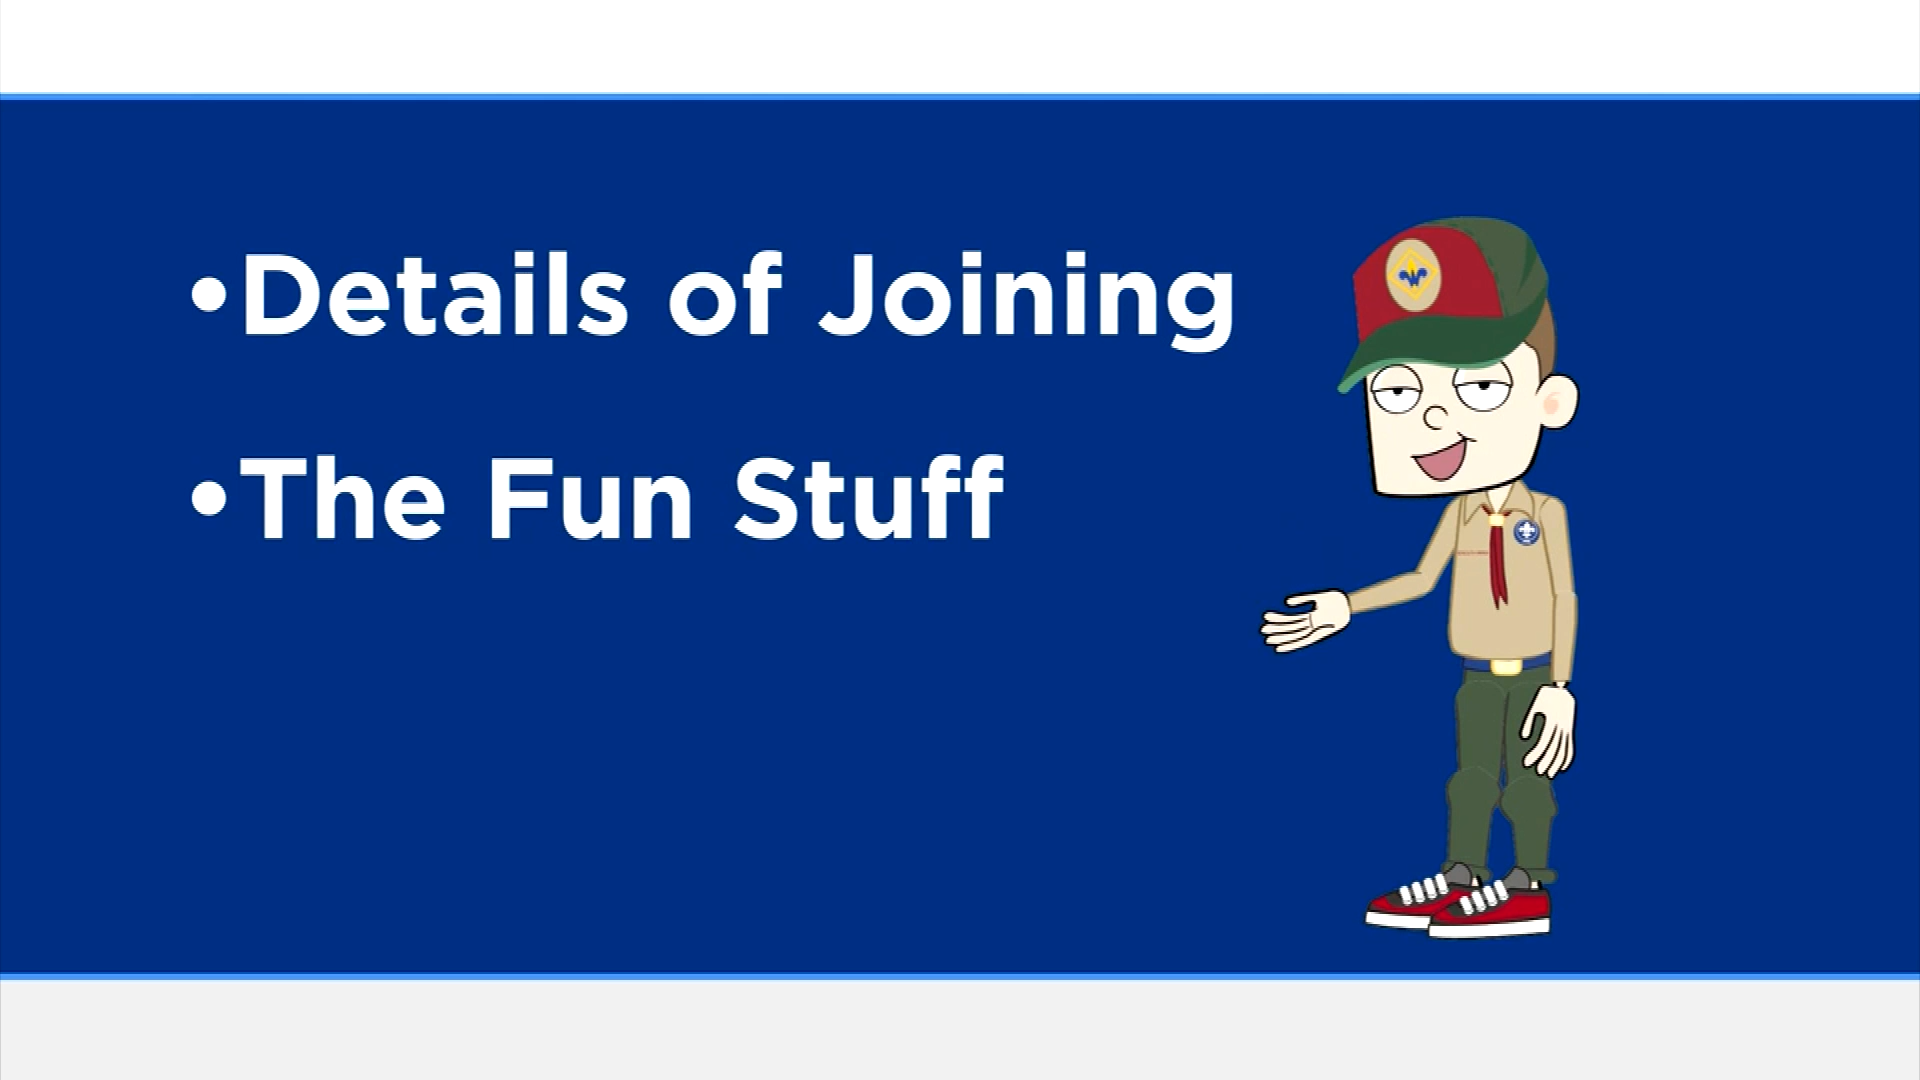 •Details of Joining
•The Fun Stuff